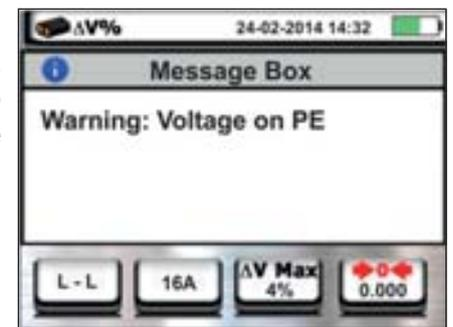 ΔV% 24-02-2014 14:32
Message Box
Warning: Voltage on PE
L - L 16A ΔV Max 4% 0 0.000